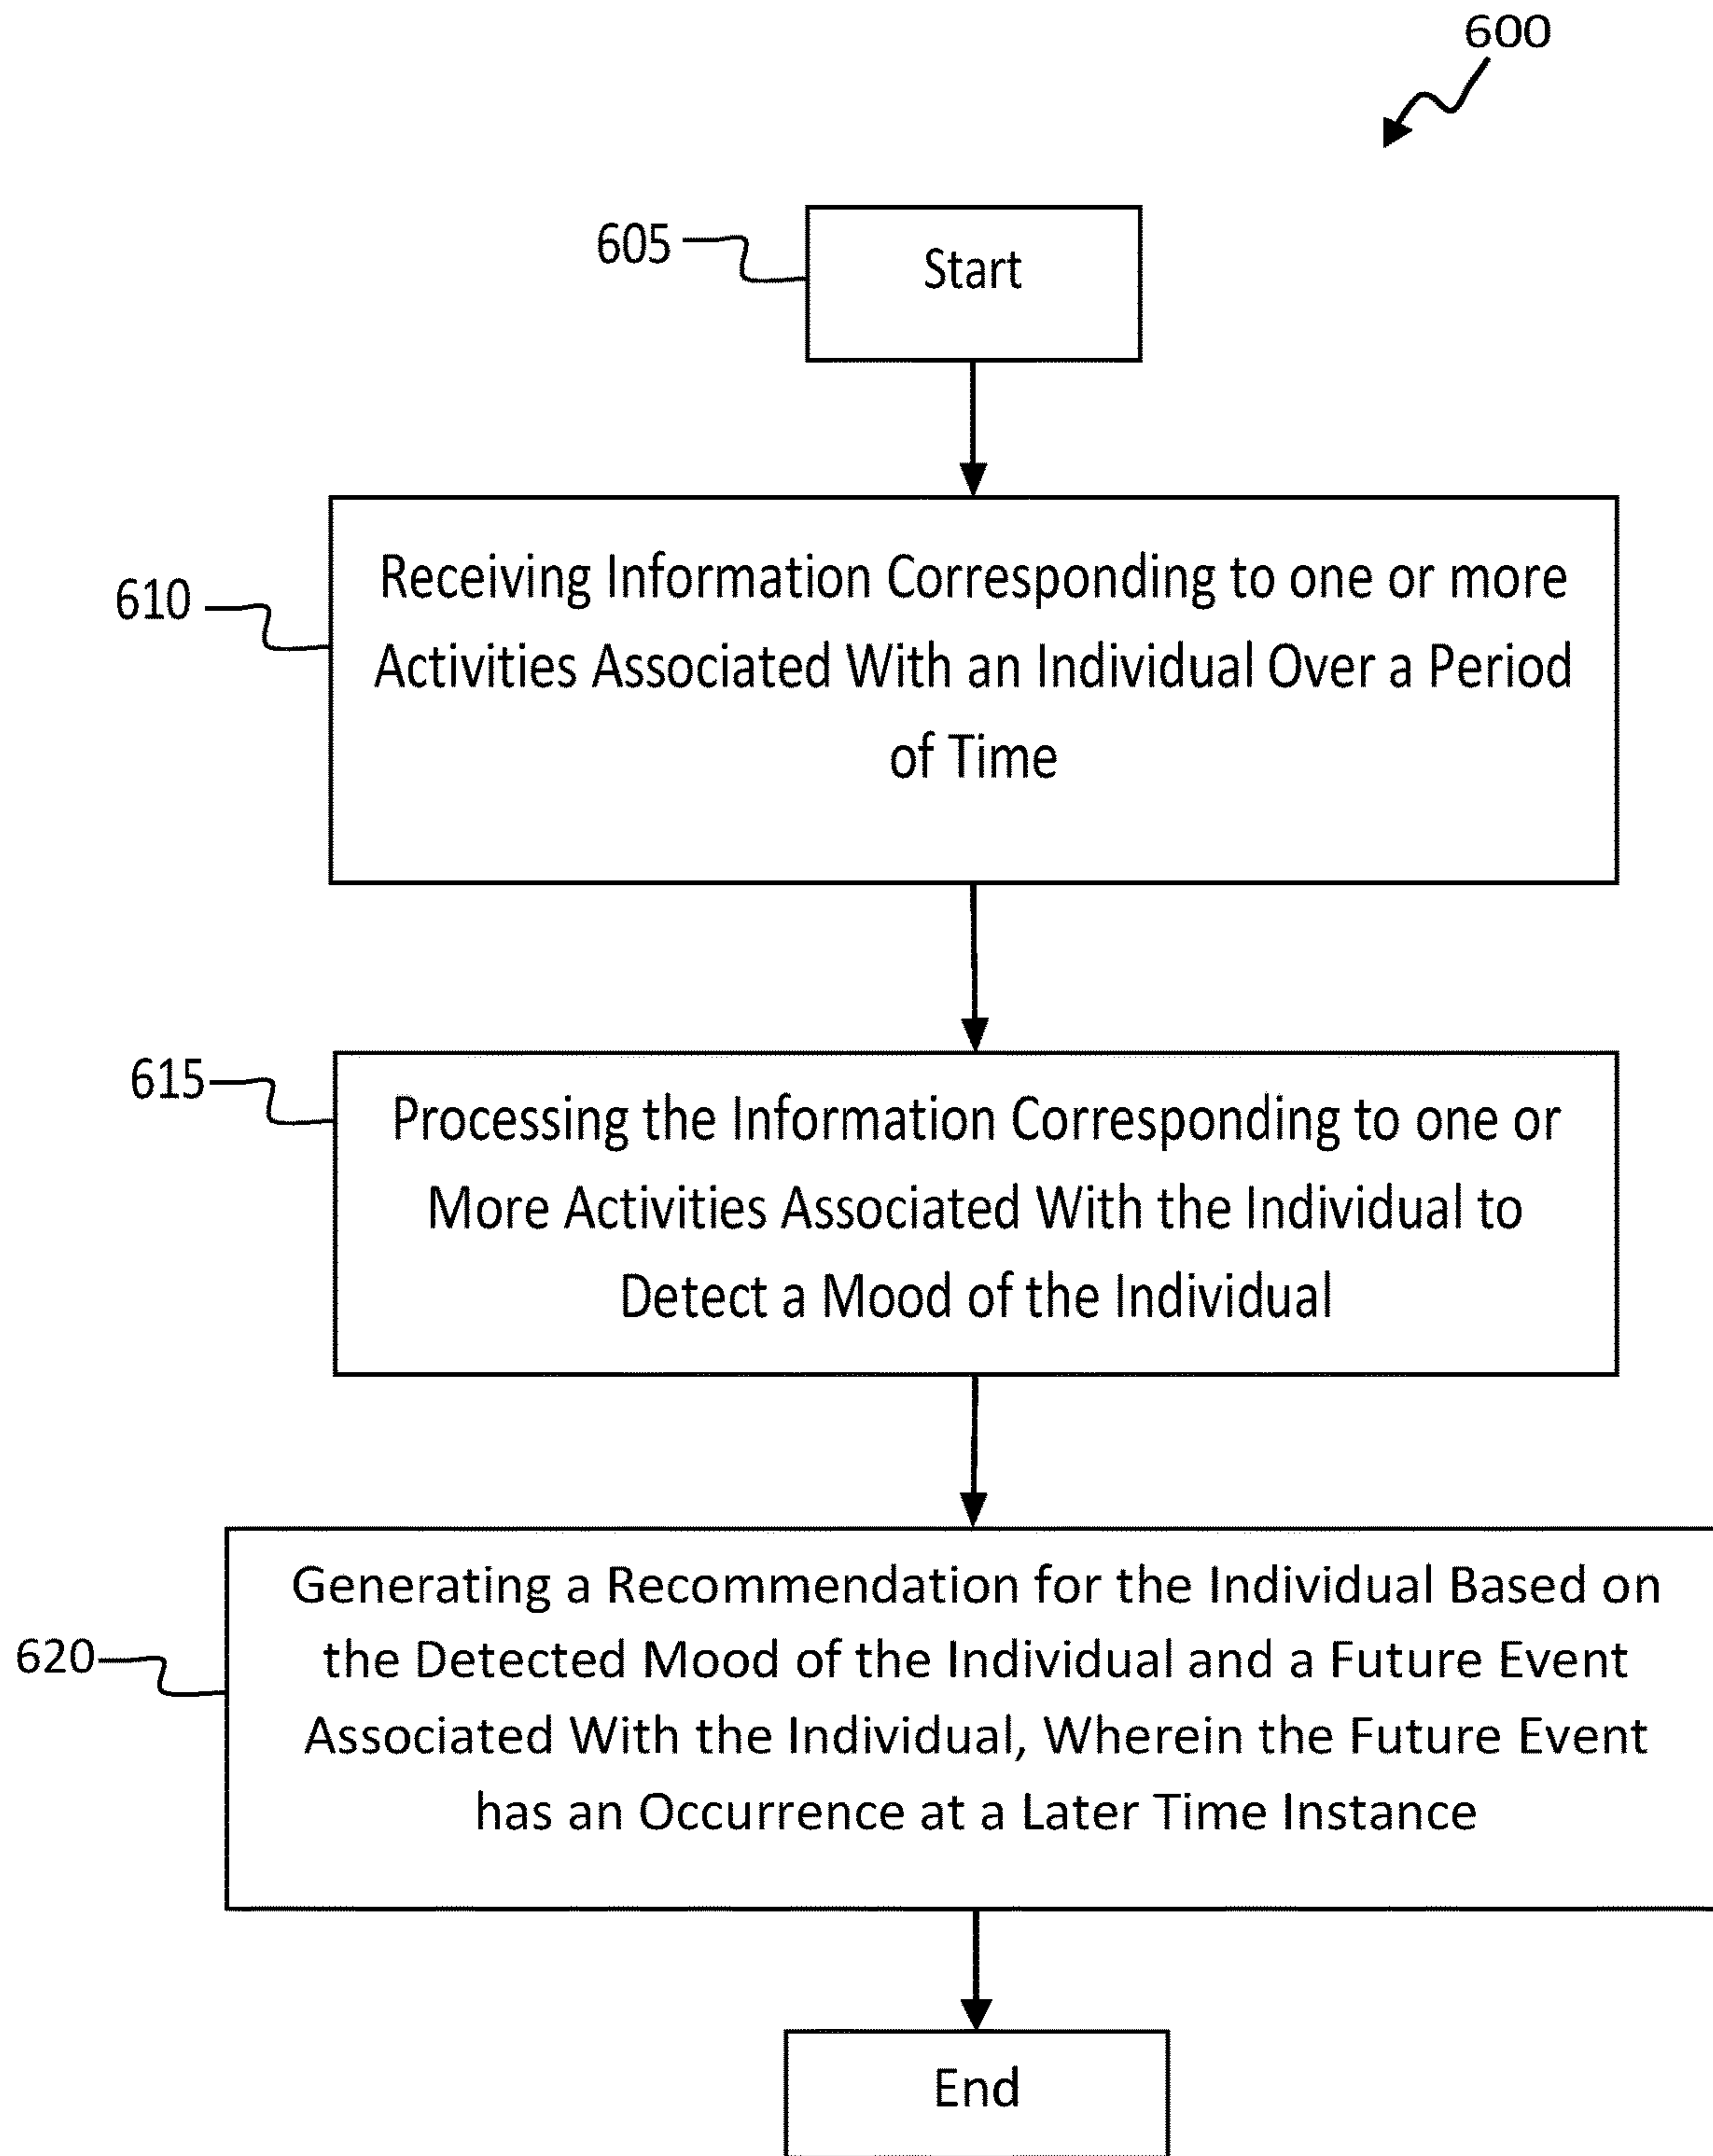 600
605
Start
610
Receiving Information Corresponding to one or more
Activities Associated With an Individual Over a Period
of Time
615
Processing the Information Corresponding to one or
More Activities Associated With the Individual to
Detect a Mood of the Individual
620
Generating a Recommendation for the Individual Based on
the Detected Mood of the Individual and a Future Event
Associated With the Individual, Wherein the Future Event
has an Occurrence at a Later Time Instance
End